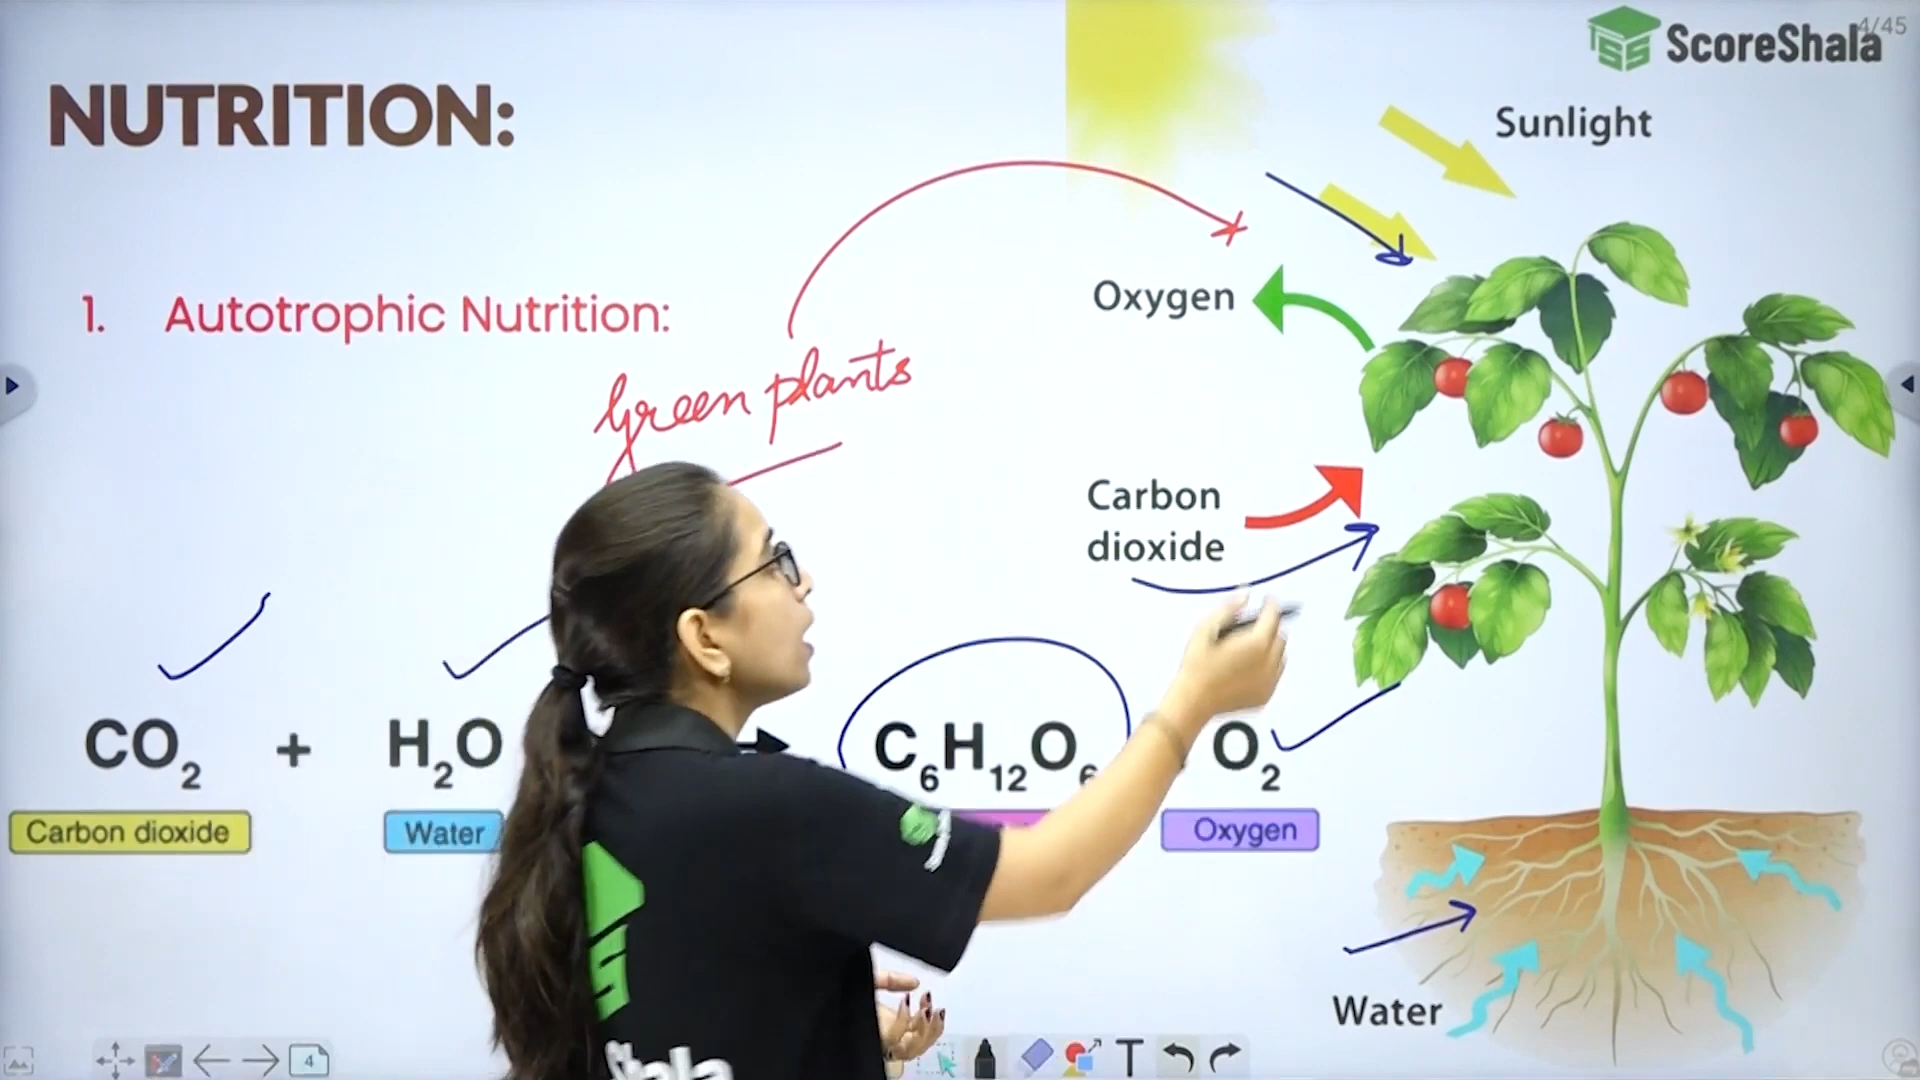 ScoreShala
4/45
NUTRITION:
Sunlight
1. Autotrophic Nutrition:
Oxygen
Green plants
Carbon
dioxide
CO2 + H2O C6H12O6 O2
Carbon dioxide Water Oxygen
Water
4 T